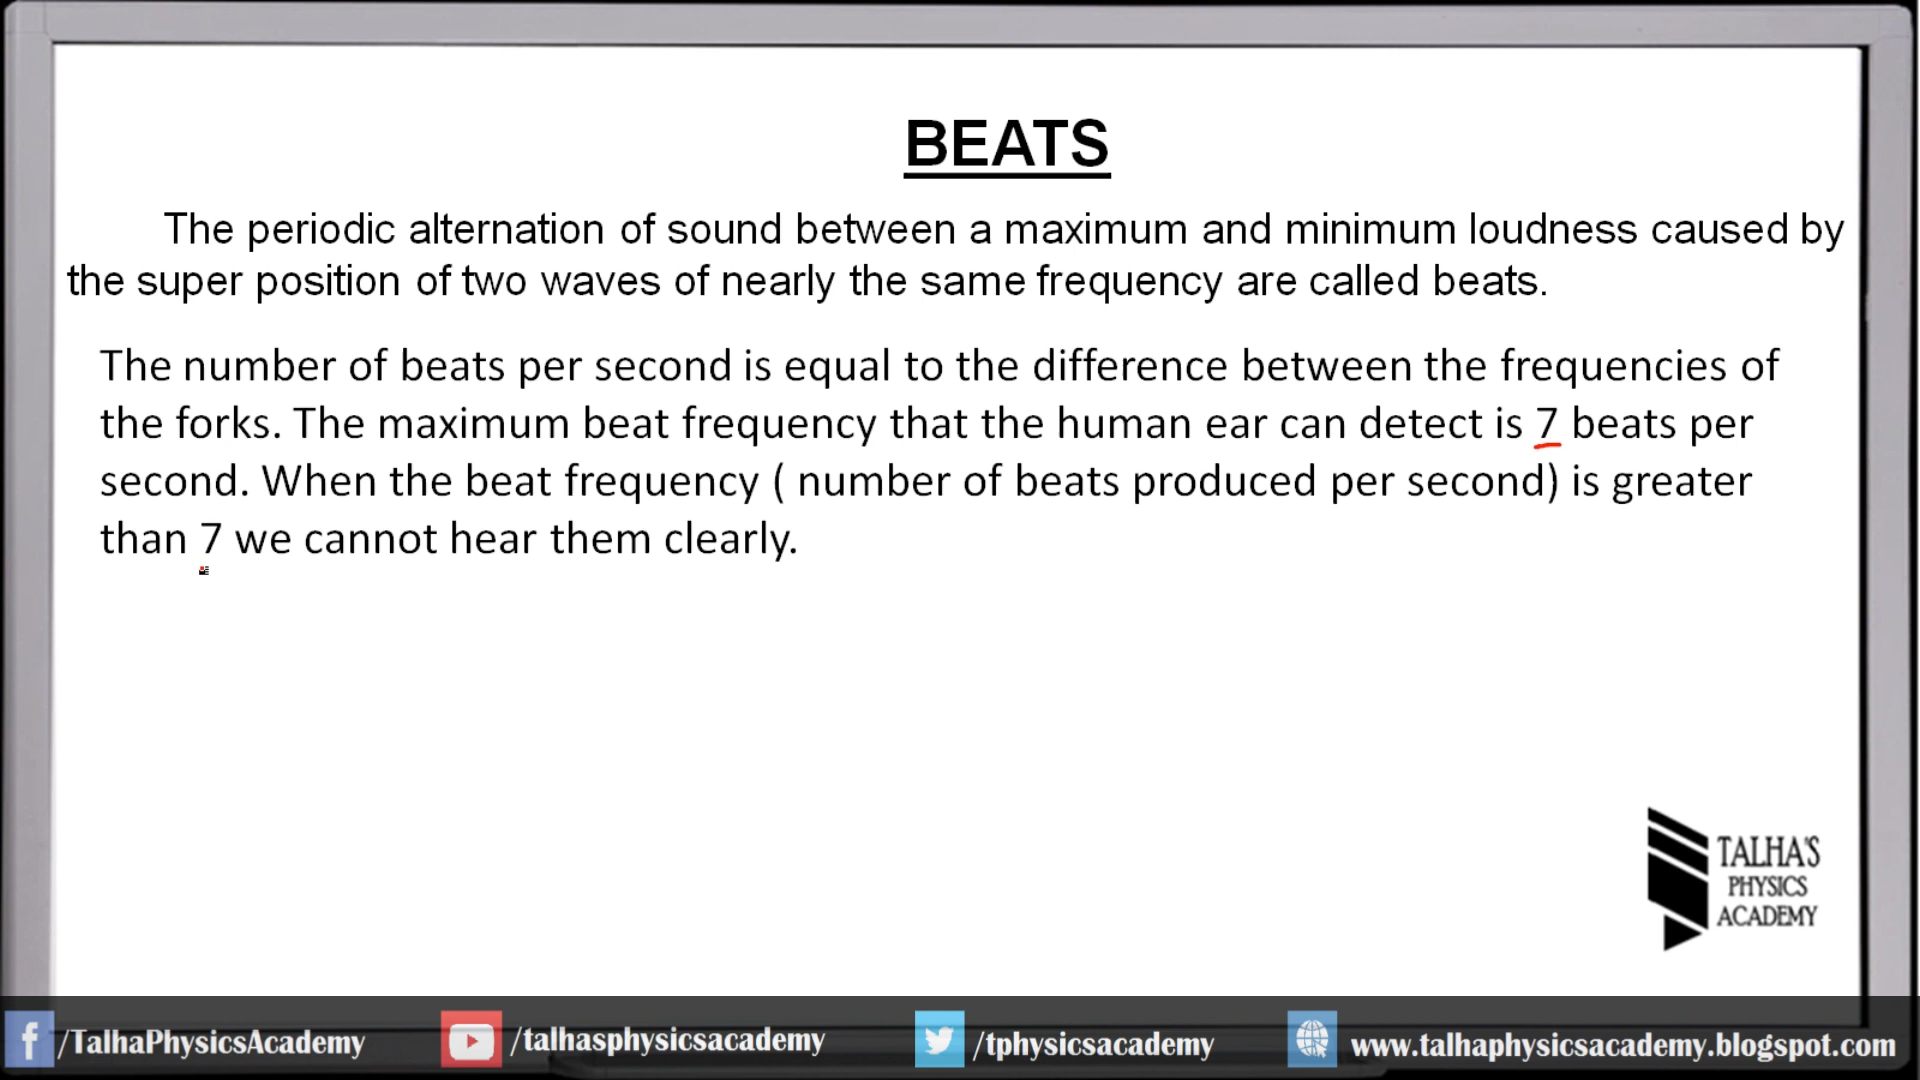 BEATS
The periodic alternation of sound between a maximum and minimum loudness caused by
the super position of two waves of nearly the same frequency are called beats.
The number of beats per second is equal to the difference between the frequencies of
the forks. The maximum beat frequency that the human ear can detect is 7 beats per
second. When the beat frequency ( number of beats produced per second) is greater
than 7 we cannot hear them clearly.
TALHA'S
PHYSICS
ACADEMY
/TalhaPhysicsAcademy /talhasphysicsacademy /tphysicsacademy www.talhaphysicsacademy.blogspot.com